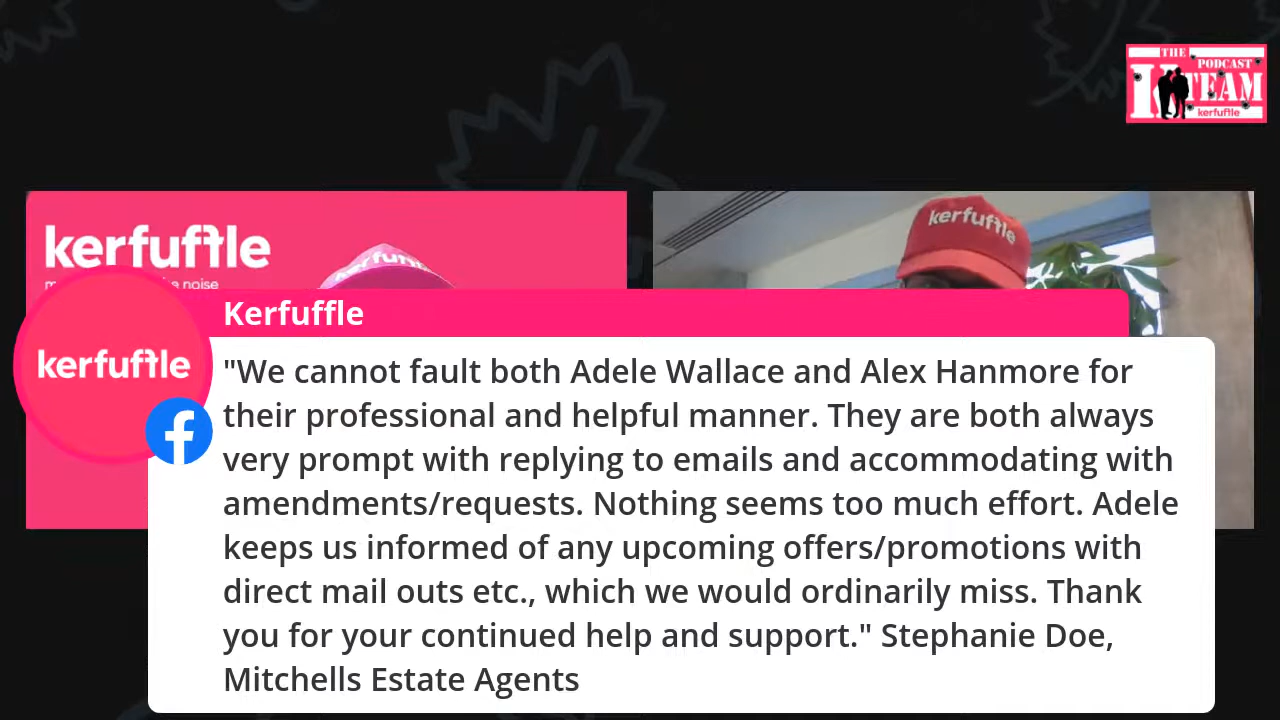 THE
PODCAST
K TEAM
kerfuffle
kerfuffle
e noise
kerfuffle
kerfuffle
Kerfuffle
kerfuffle
"We cannot fault both Adele Wallace and Alex Hanmore for
their professional and helpful manner. They are both always
very prompt with replying to emails and accommodating with
amendments/requests. Nothing seems too much effort. Adele
keeps us informed of any upcoming offers/promotions with
direct mail outs etc., which we would ordinarily miss. Thank
you for your continued help and support." Stephanie Doe,
Mitchells Estate Agents